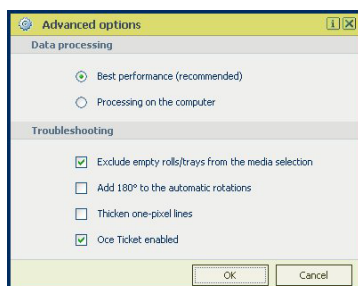 Advanced options
Data processing
Best performance (recommended)
Processing on the computer
Troubleshooting
Exclude empty rolls/trays from the media selection
Add 180° to the automatic rotations
Thicken one-pixel lines
Oce Ticket enabled
OK Cancel